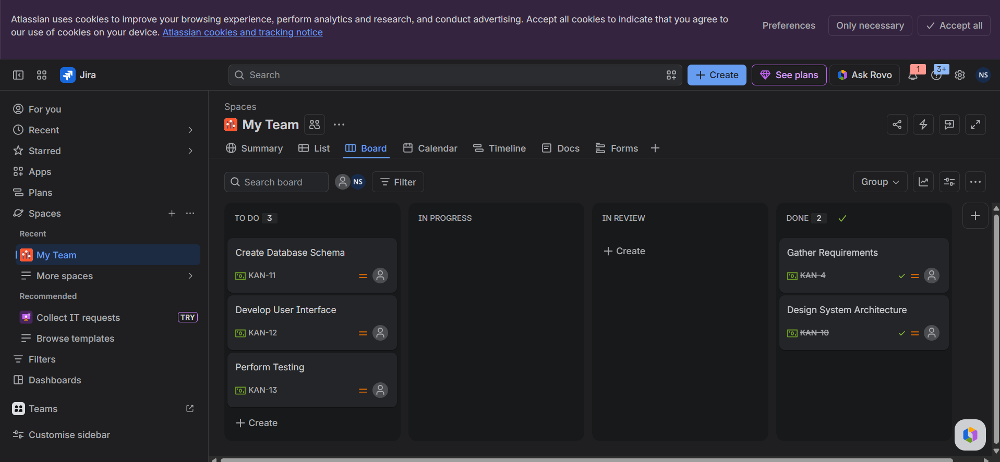 Atlassian uses cookies to improve your browsing experience, perform analytics and research, and conduct advertising. Accept all cookies to indicate that you agree to
our use of cookies on your device. Atlassian cookies and tracking notice
Preferences
Only necessary
Accept all
Jira
Search
Create
See plans
Ask Rovo
1
3+
NS
For you
Recent
Starred
Apps
Plans
Spaces
Recent
My Team
More spaces
Recommended
Collect IT requests
TRY
Browse templates
Filters
Dashboards
Teams
Customise sidebar
Spaces
My Team
Summary
List
Board
Calendar
Timeline
Docs
Forms
Search board
NS
Filter
Group
TO DO 3
Create Database Schema
KAN-11
Develop User Interface
KAN-12
Perform Testing
KAN-13
Create
IN PROGRESS
IN REVIEW
Create
DONE 2
Gather Requirements
KAN-4
Design System Architecture
KAN-10